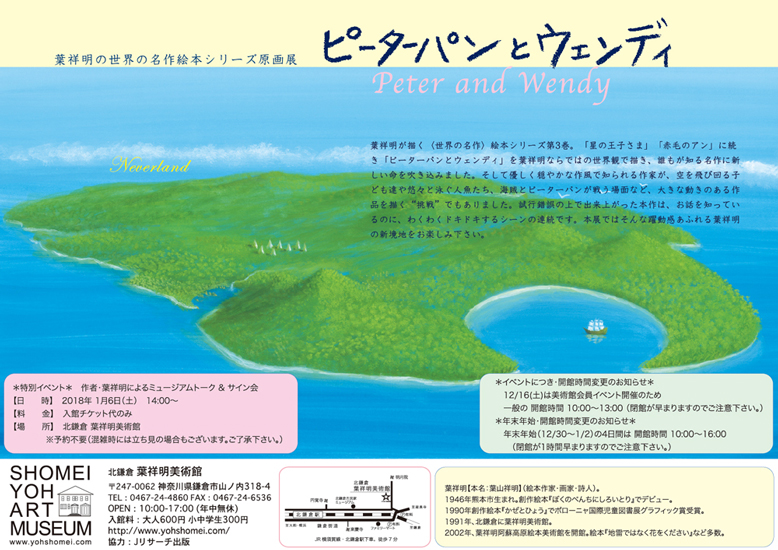 葉祥明の世界の名作絵本シリーズ原画展
ピーターパンとウェンディ
Peter and Wendy
Neverland
葉祥明が描く〈世界の名作〉絵本シリーズ第3巻。「星の王子さま」「赤毛のアン」に続
き「ピーターパンとウェンディ」を葉祥明ならではの世界観で描き、誰もが知る名作に新
しい命を吹き込みました。そして優しく穏やかな作風で知られる作家が、空を飛び回る子
ども達や悠々と泳ぐ人魚たち、海賊とピーターパンが戦う場面など、大きな動きのある作
品を描く“挑戦”でもありました。試行錯誤の上で出来上がった本作は、お話を知ってい
るのに、わくわくドキドキするシーンの連続です。本展ではそんな躍動感あふれる葉祥明
の新境地をお楽しみ下さい。
＊特別イベント＊ 作者・葉祥明によるミュージアムトーク & サイン会
【日 時】 2018年 1月6日(土) 14:00〜
【料 金】 入館チケット代のみ
【場 所】 北鎌倉 葉祥明美術館
※予約不要（混雑時には立ち見の場合もございます。ご了承下さい。）
＊イベントにつき・開館時間変更のお知らせ＊
12/16(土)は美術館会員イベント開催のため
一般の 開館時間 10:00〜13:00（閉館が早まりますのでご注意下さい。）
＊年末年始・開館時間変更のお知らせ＊
年末年始(12/30〜1/2)の4日間は 開館時間 10:00〜16:00
（閉館が1時間早まりますのでご注意下さい。）
SHOMEI
YOH
ART
MUSEUM
www.yohshomei.com
北鎌倉 葉祥明美術館
〒247-0062 神奈川県鎌倉市山ノ内318-4
TEL：0467-24-4860 FAX：0467-24-6536
OPEN：10:00-17:00 (年中無休)
入館料：大人600円 小中学生300円
http://www.yohshomei.com/
協力：Jリサーチ出版
北鎌倉
葉祥明美術館
明月院
円覚寺
北鎌倉駅
鎌倉街道
JR 横須賀線・北鎌倉駅下車、徒歩7分
葉祥明【本名：葉山祥明】（絵本作家・画家・詩人）。
1946年熊本市生まれ。創作絵本『ぼくのべんちにしろいとり』でデビュー。
1990年創作絵本『かぜとひょう』でボローニャ国際児童図書展グラフィック賞受賞。
1991年、北鎌倉に葉祥明美術館。
2002年、葉祥明阿蘇高原絵本美術館を開館。絵本『地雷ではなく花をください』など多数。